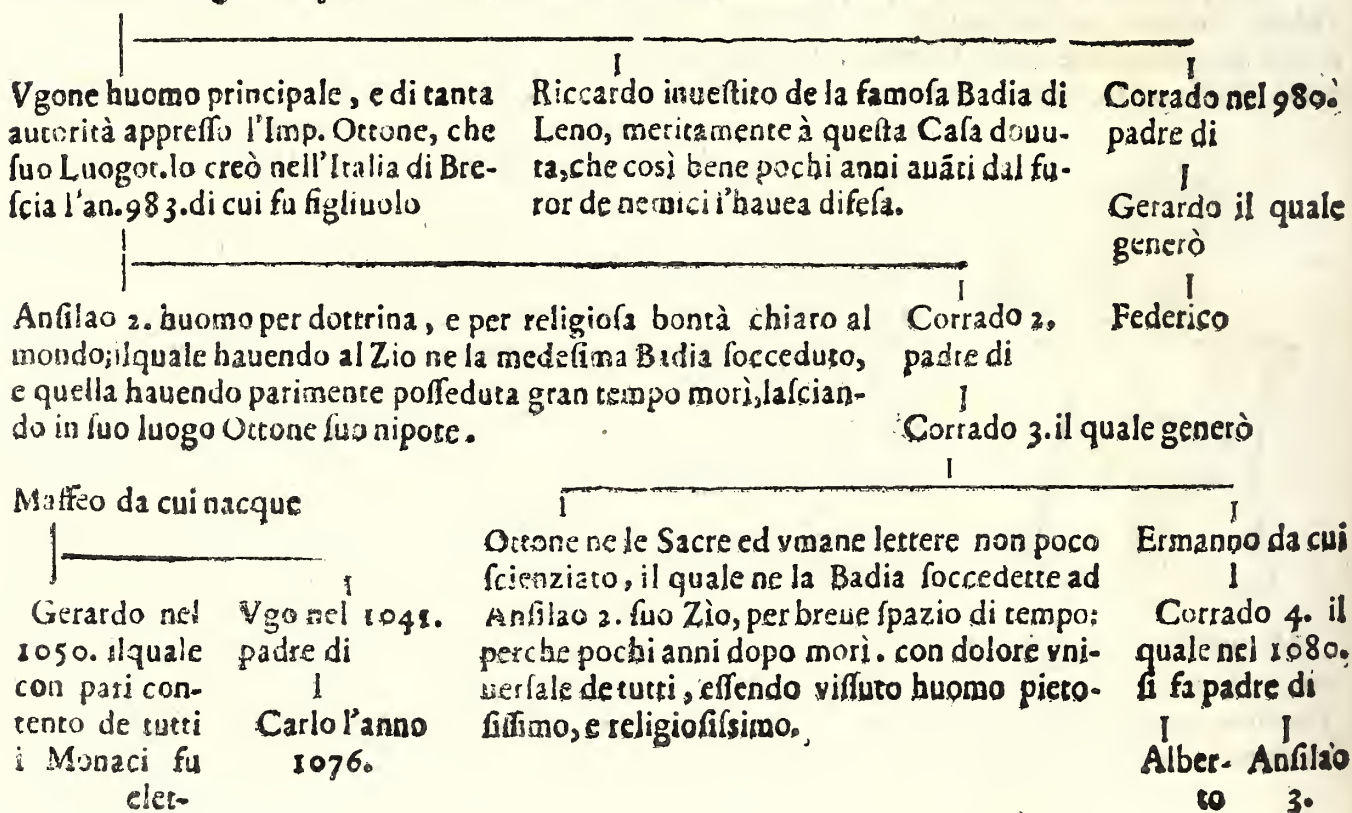 Vgone huomo principale, e di tanta
autorità appreſſo l'Imp. Ottone, che
ſuo Luogot.lo creò nell'Italia di Bre-
ſcia l'an.983.di cui fu figliuolo
Riccardo inueſtito de la famoſa Badia di
Leno, meritamente à queſta Caſa douu-
ta,che così bene pochi anni auāti dal fu-
ror de nemici l'hauea difeſa.
Corrado nel 980.
padre di
Gerardo il quale
generò
Federico
Anſilao 2. huomo per dottrina, e per religioſa bontà chiaro al
mondo;ilquale hauendo al Zio ne la medeſima Badia ſocceduto,
e quella hauendo parimente poſſeduta gran tempo morì,laſcian-
do in ſuo luogo Ottone ſuo nipote.
Corrado 2,
padre di
Corrado 3.il quale generò
Maffeo da cui nacque
Gerardo nel
1050. ilquale
con pari con-
tento de tutti
i Monaci fu
elet-
Vgo nel 1041.
padre di
Carlo l'anno
1076.
Ottone ne le Sacre ed vmane lettere non poco
ſcienziato, il quale ne la Badia ſoccedette ad
Anſilao 2. ſuo Zìo, per breue ſpazio di tempo:
perche pochi anni dopo morì. con dolore vni-
uerſale de tutti, eſſendo viſſuto huomo pieto-
ſiſſimo, e religioſiſsimo.
Ermanno da cui
Corrado 4. il
quale nel 1080.
ſi fa padre di
Alber-
to
Anſilao
3.